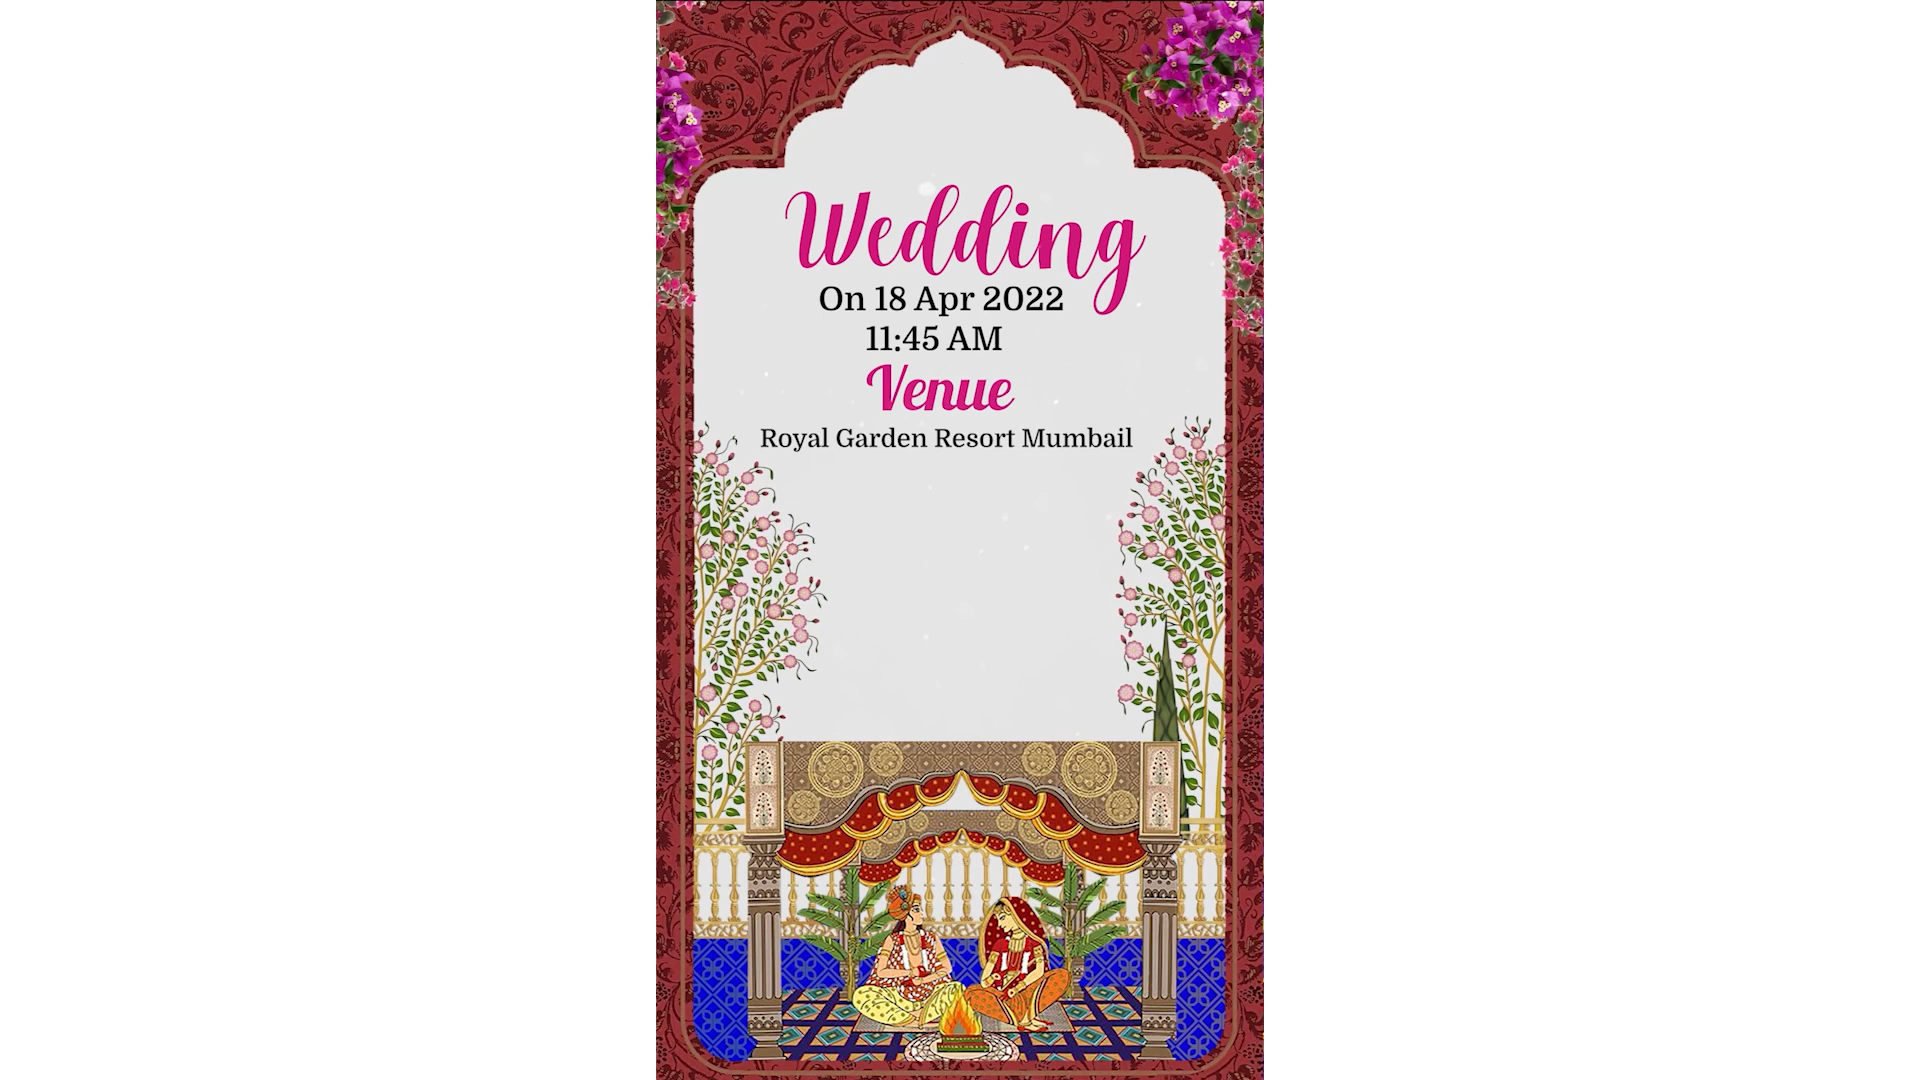 Wedding
On 18 Apr 2022
11:45 AM
Venue
Royal Garden Resort Mumbail